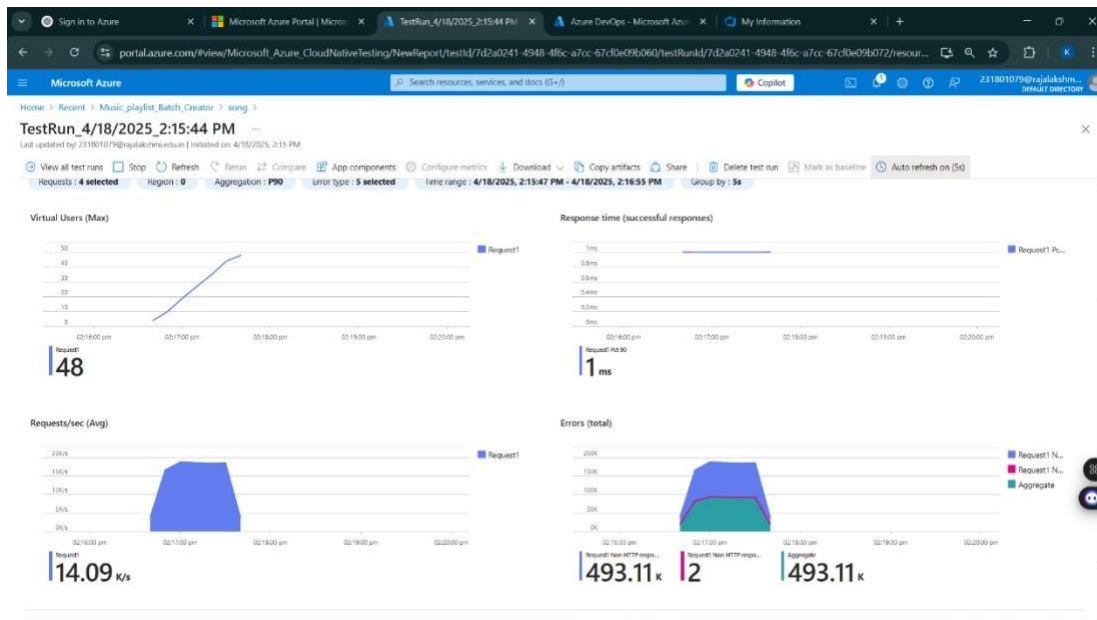 Sign in to Azure
Microsoft Azure Portal | Micros
TestRun_4/18/2025_2:15:44 PM
Azure DevOps - Microsoft Azur
My Information
portal.azure.com/#view/Microsoft_Azure_CloudNativeTesting/NewReport/testId/7d2a0241-4948-4f6c-a7cc-67cf0e09b060/testRunId/7d2a0241-4948-4f6c-a7cc-67cf0e09b072/resour...
K
Microsoft Azure
Search resources, services, and docs (G+/)
Copilot
231801079@rajalakshm...
DEFAULT DIRECTORY
Home > Recent > Music_playlist_Batch_Creator > song >
TestRun_4/18/2025_2:15:44 PM ...
Last updated by: 231801079@rajalakshmi.edu.in | Initiated on: 4/18/2025, 2:15 PM
View all test runs Stop Refresh Rerun Compare App components Configure metrics Download Copy artifacts Share Delete test run Mark as baseline Auto refresh on (5s)
Requests : 4 selected Region : 0 Aggregation : P90 Error type : 5 selected Time range : 4/18/2025, 2:15:47 PM - 4/18/2025, 2:16:55 PM Group by : 5s
Virtual Users (Max)
Request1
02:16:00 pm 02:17:00 pm 02:18:00 pm 02:19:00 pm 02:20:00 pm
Request1
48
Response time (successful responses)
1ms
0.8ms
0.6ms
0.4ms
0.2ms
0ms
Request1 Pc...
02:16:00 pm 02:17:00 pm 02:18:00 pm 02:19:00 pm 02:20:00 pm
Request1 Pct 90
1 ms
Requests/sec (Avg)
20K/s
15K/s
10K/s
5K/s
0K/s
Request1
02:16:00 pm 02:17:00 pm 02:18:00 pm 02:19:00 pm 02:20:00 pm
Request1
14.09 K/s
Errors (total)
200K
150K
100K
50K
0K
Request1 N...
Request1 N...
Aggregate
02:16:00 pm 02:17:00 pm 02:18:00 pm 02:19:00 pm 02:20:00 pm
Request1 Non HTTP respo...
493.11 K
Request1 Non HTTP respo...
2
Aggregate
493.11 K